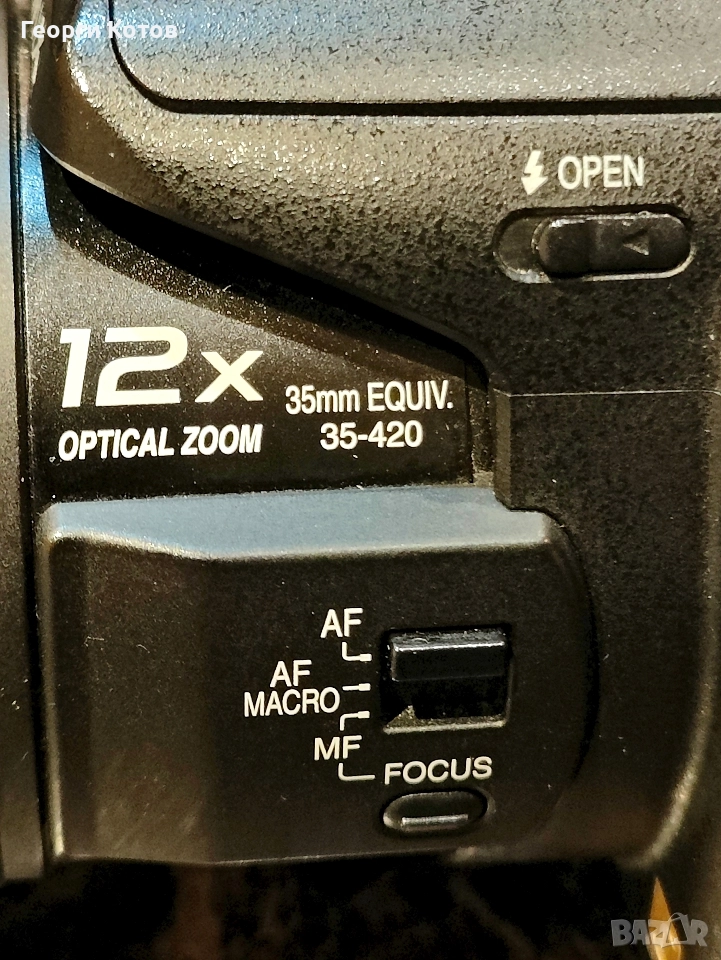 Георги Котов
OPEN
12x
OPTICAL ZOOM
35mm EQUIV.
35-420
AF
AF
MACRO
MF
FOCUS
BAZAR